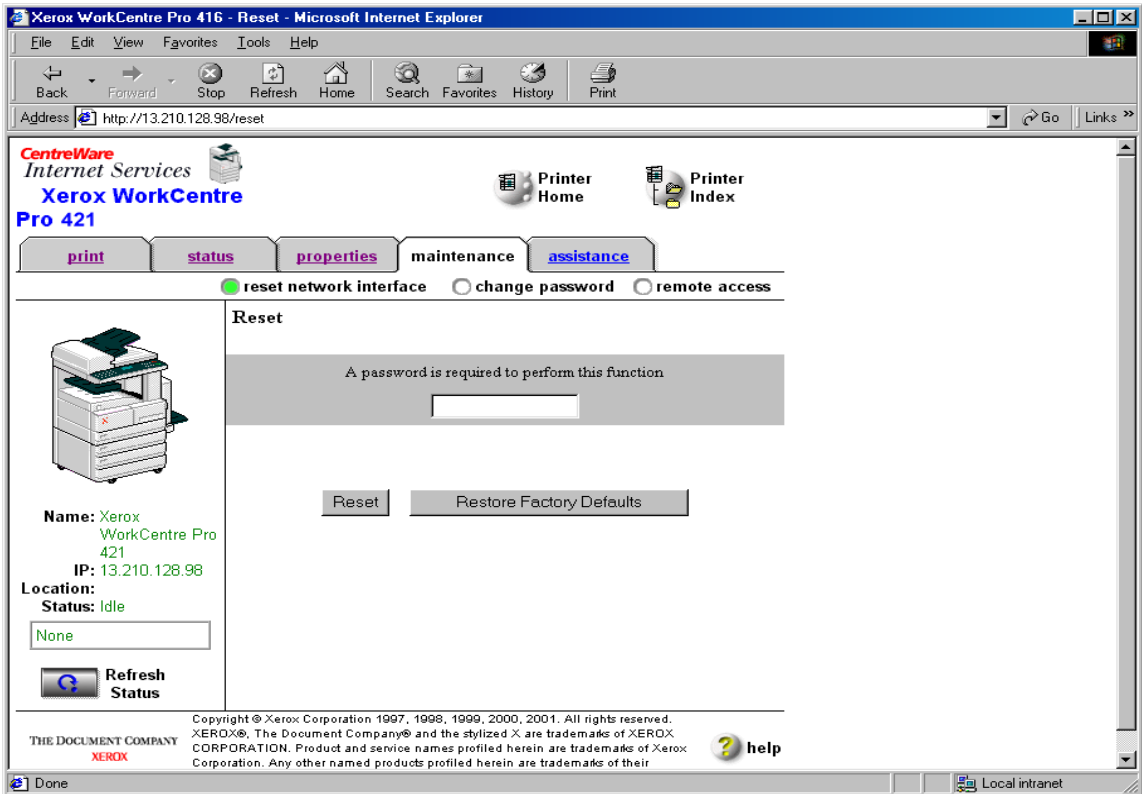 Xerox WorkCentre Pro 416 - Reset - Microsoft Internet Explorer
File Edit View Favorites Tools Help
Back Forward Stop Refresh Home Search Favorites History Print
Address http://13.210.128.98/reset Go Links »
CentreWare
Internet Services
Xerox WorkCentre
Pro 421
Printer
Home
Printer
Index
print status properties maintenance assistance
reset network interface change password remote access
Reset
A password is required to perform this function
Reset Restore Factory Defaults
Name: Xerox
WorkCentre Pro
421
IP: 13.210.128.98
Location:
Status: Idle
None
Refresh
Status
THE DOCUMENT COMPANY
XEROX
Copyright © Xerox Corporation 1997, 1998, 1999, 2000, 2001. All rights reserved.
XEROX®, The Document Company® and the stylized X are trademarks of XEROX
CORPORATION. Product and service names profiled herein are trademarks of Xerox
Corporation. Any other named products profiled herein are trademarks of their
? help
Done Local intranet